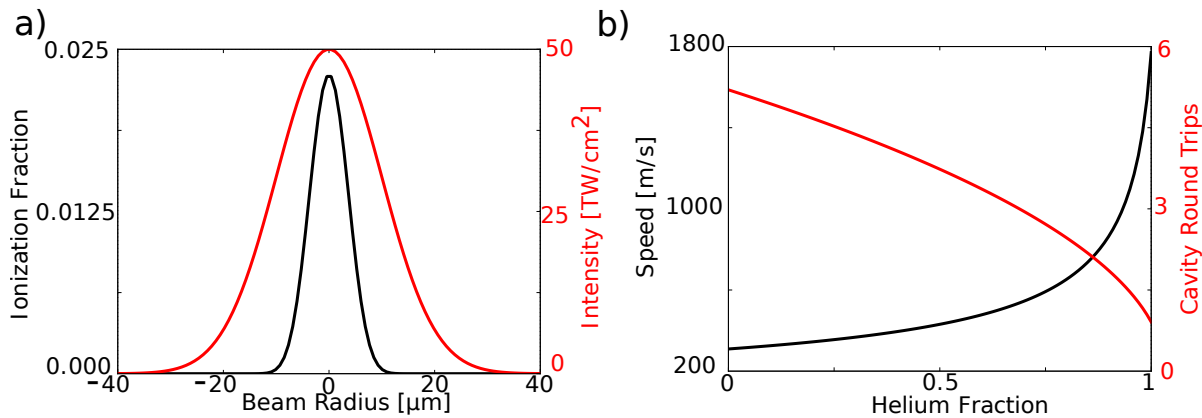 a)
Ionization Fraction
0.025
0.0125
0.000
−40
−20
0
20
40
Beam Radius [μm]
50
25
0
Intensity [TW/cm²]
b)
Speed [m/s]
1800
1000
200
0
0.5
1
Helium Fraction
6
3
0
Cavity Round Trips